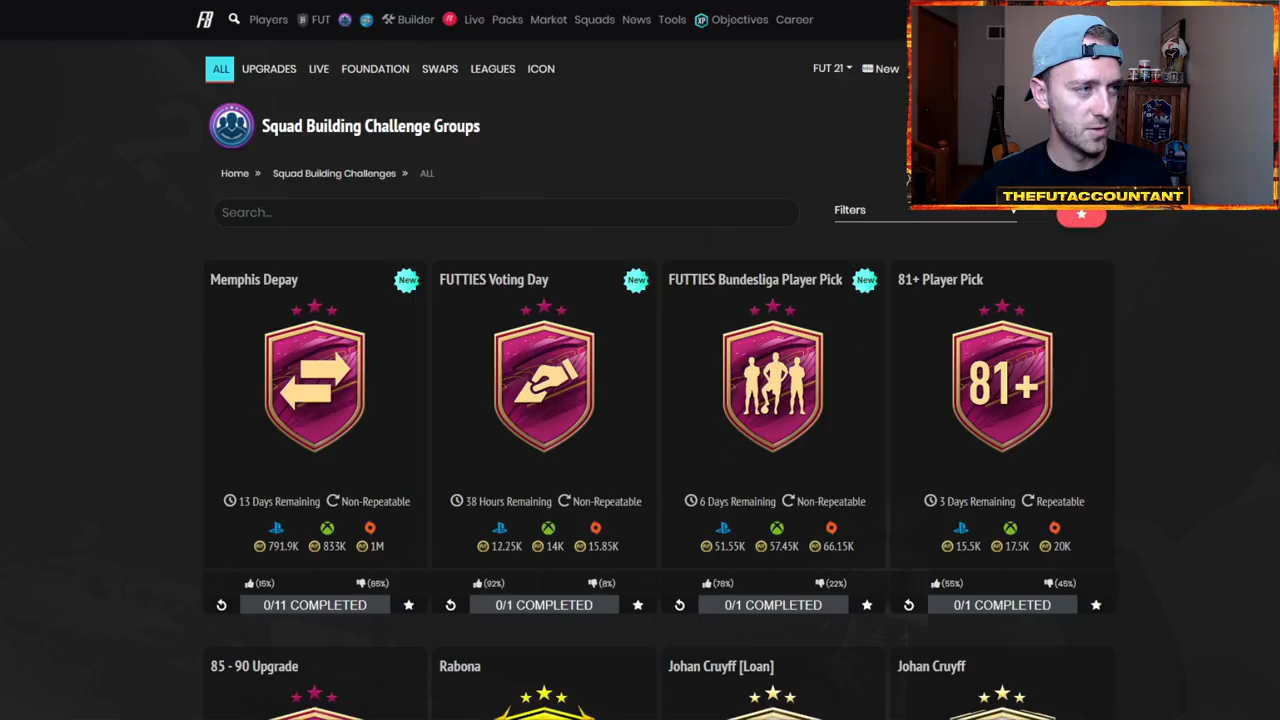 Players FUT Builder Live Packs Market Squads News Tools XP Objectives Career
ALL UPGRADES LIVE FOUNDATION SWAPS LEAGUES ICON FUT 21 New
Squad Building Challenge Groups
Home » Squad Building Challenges » ALL
Search... Filters
THEFUTACCOUNTANT
Memphis Depay New FUTTIES Voting Day New FUTTIES Bundesliga Player Pick New 81+ Player Pick
81+
13 Days Remaining Non-Repeatable 38 Hours Remaining Non-Repeatable 6 Days Remaining Non-Repeatable 3 Days Remaining Repeatable
791.9K 833K 1M 12.25K 14K 15.85K 51.55K 57.45K 66.15K 15.5K 17.5K 20K
(15%) (85%) (92%) (8%) (78%) (22%) (55%) (45%)
0/11 COMPLETED 0/1 COMPLETED 0/1 COMPLETED 0/1 COMPLETED
85 - 90 Upgrade Rabona Johan Cruyff [Loan] Johan Cruyff